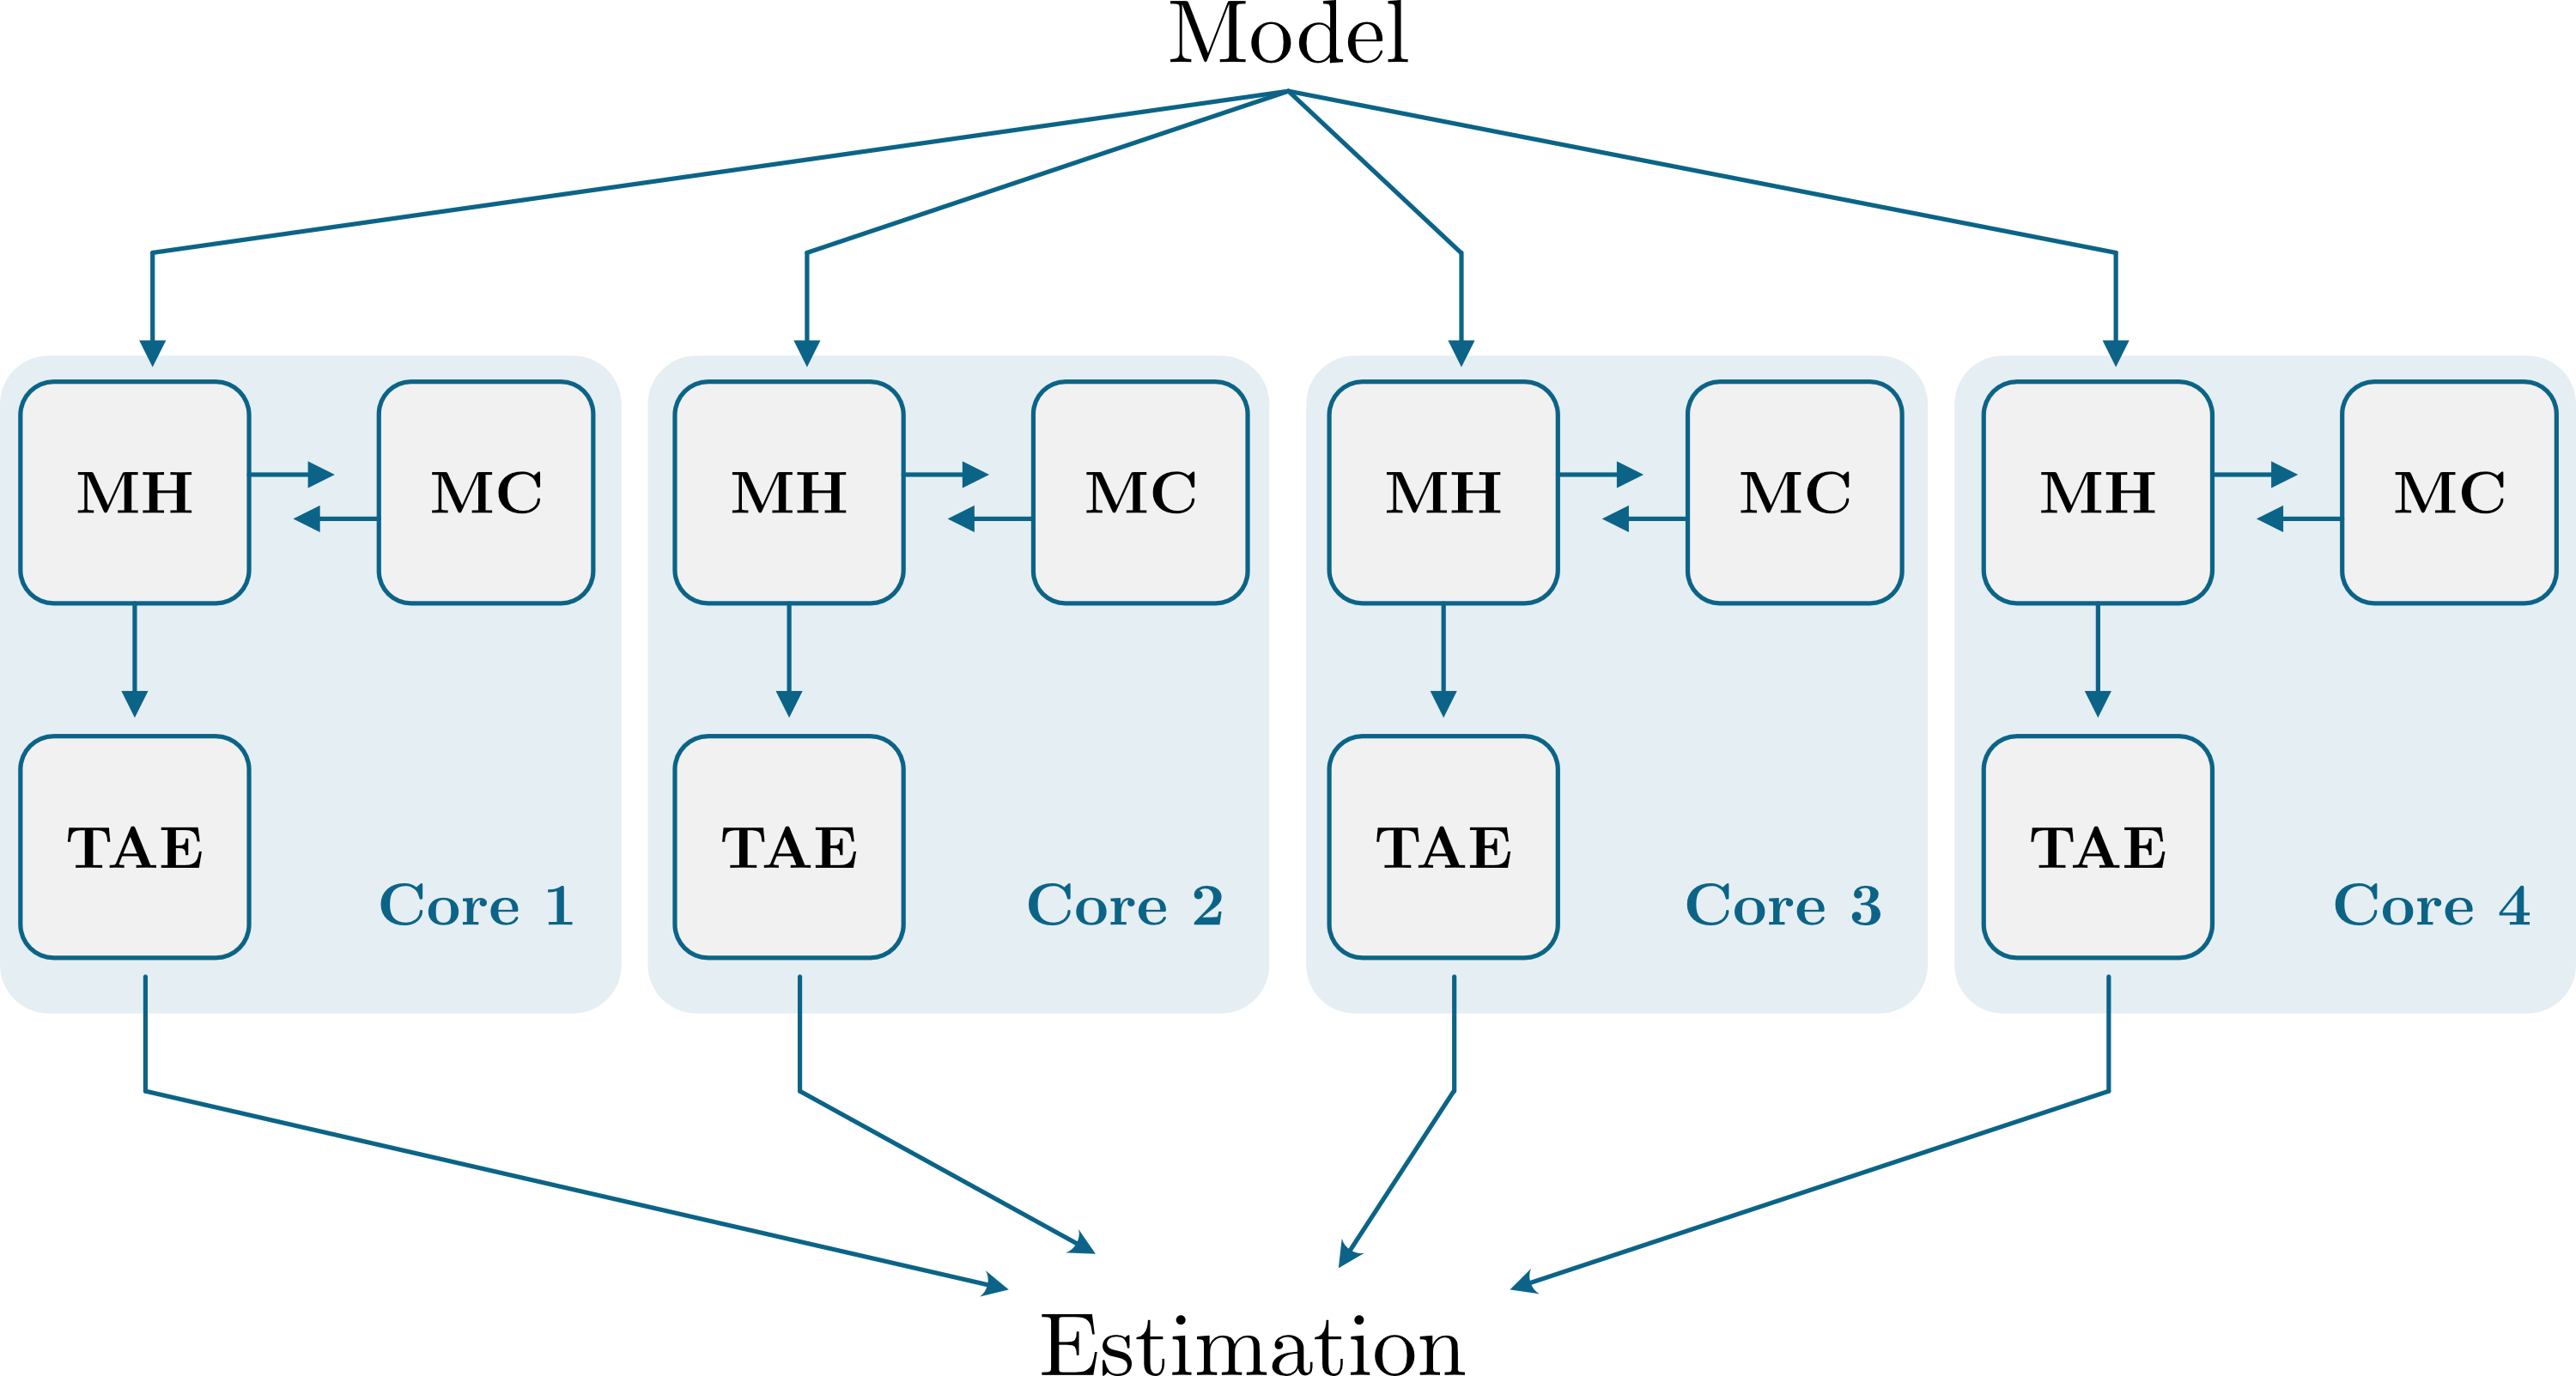 Model
MH MC MH MC MH MC MH MC
TAE TAE TAE TAE
Core 1 Core 2 Core 3 Core 4
Estimation